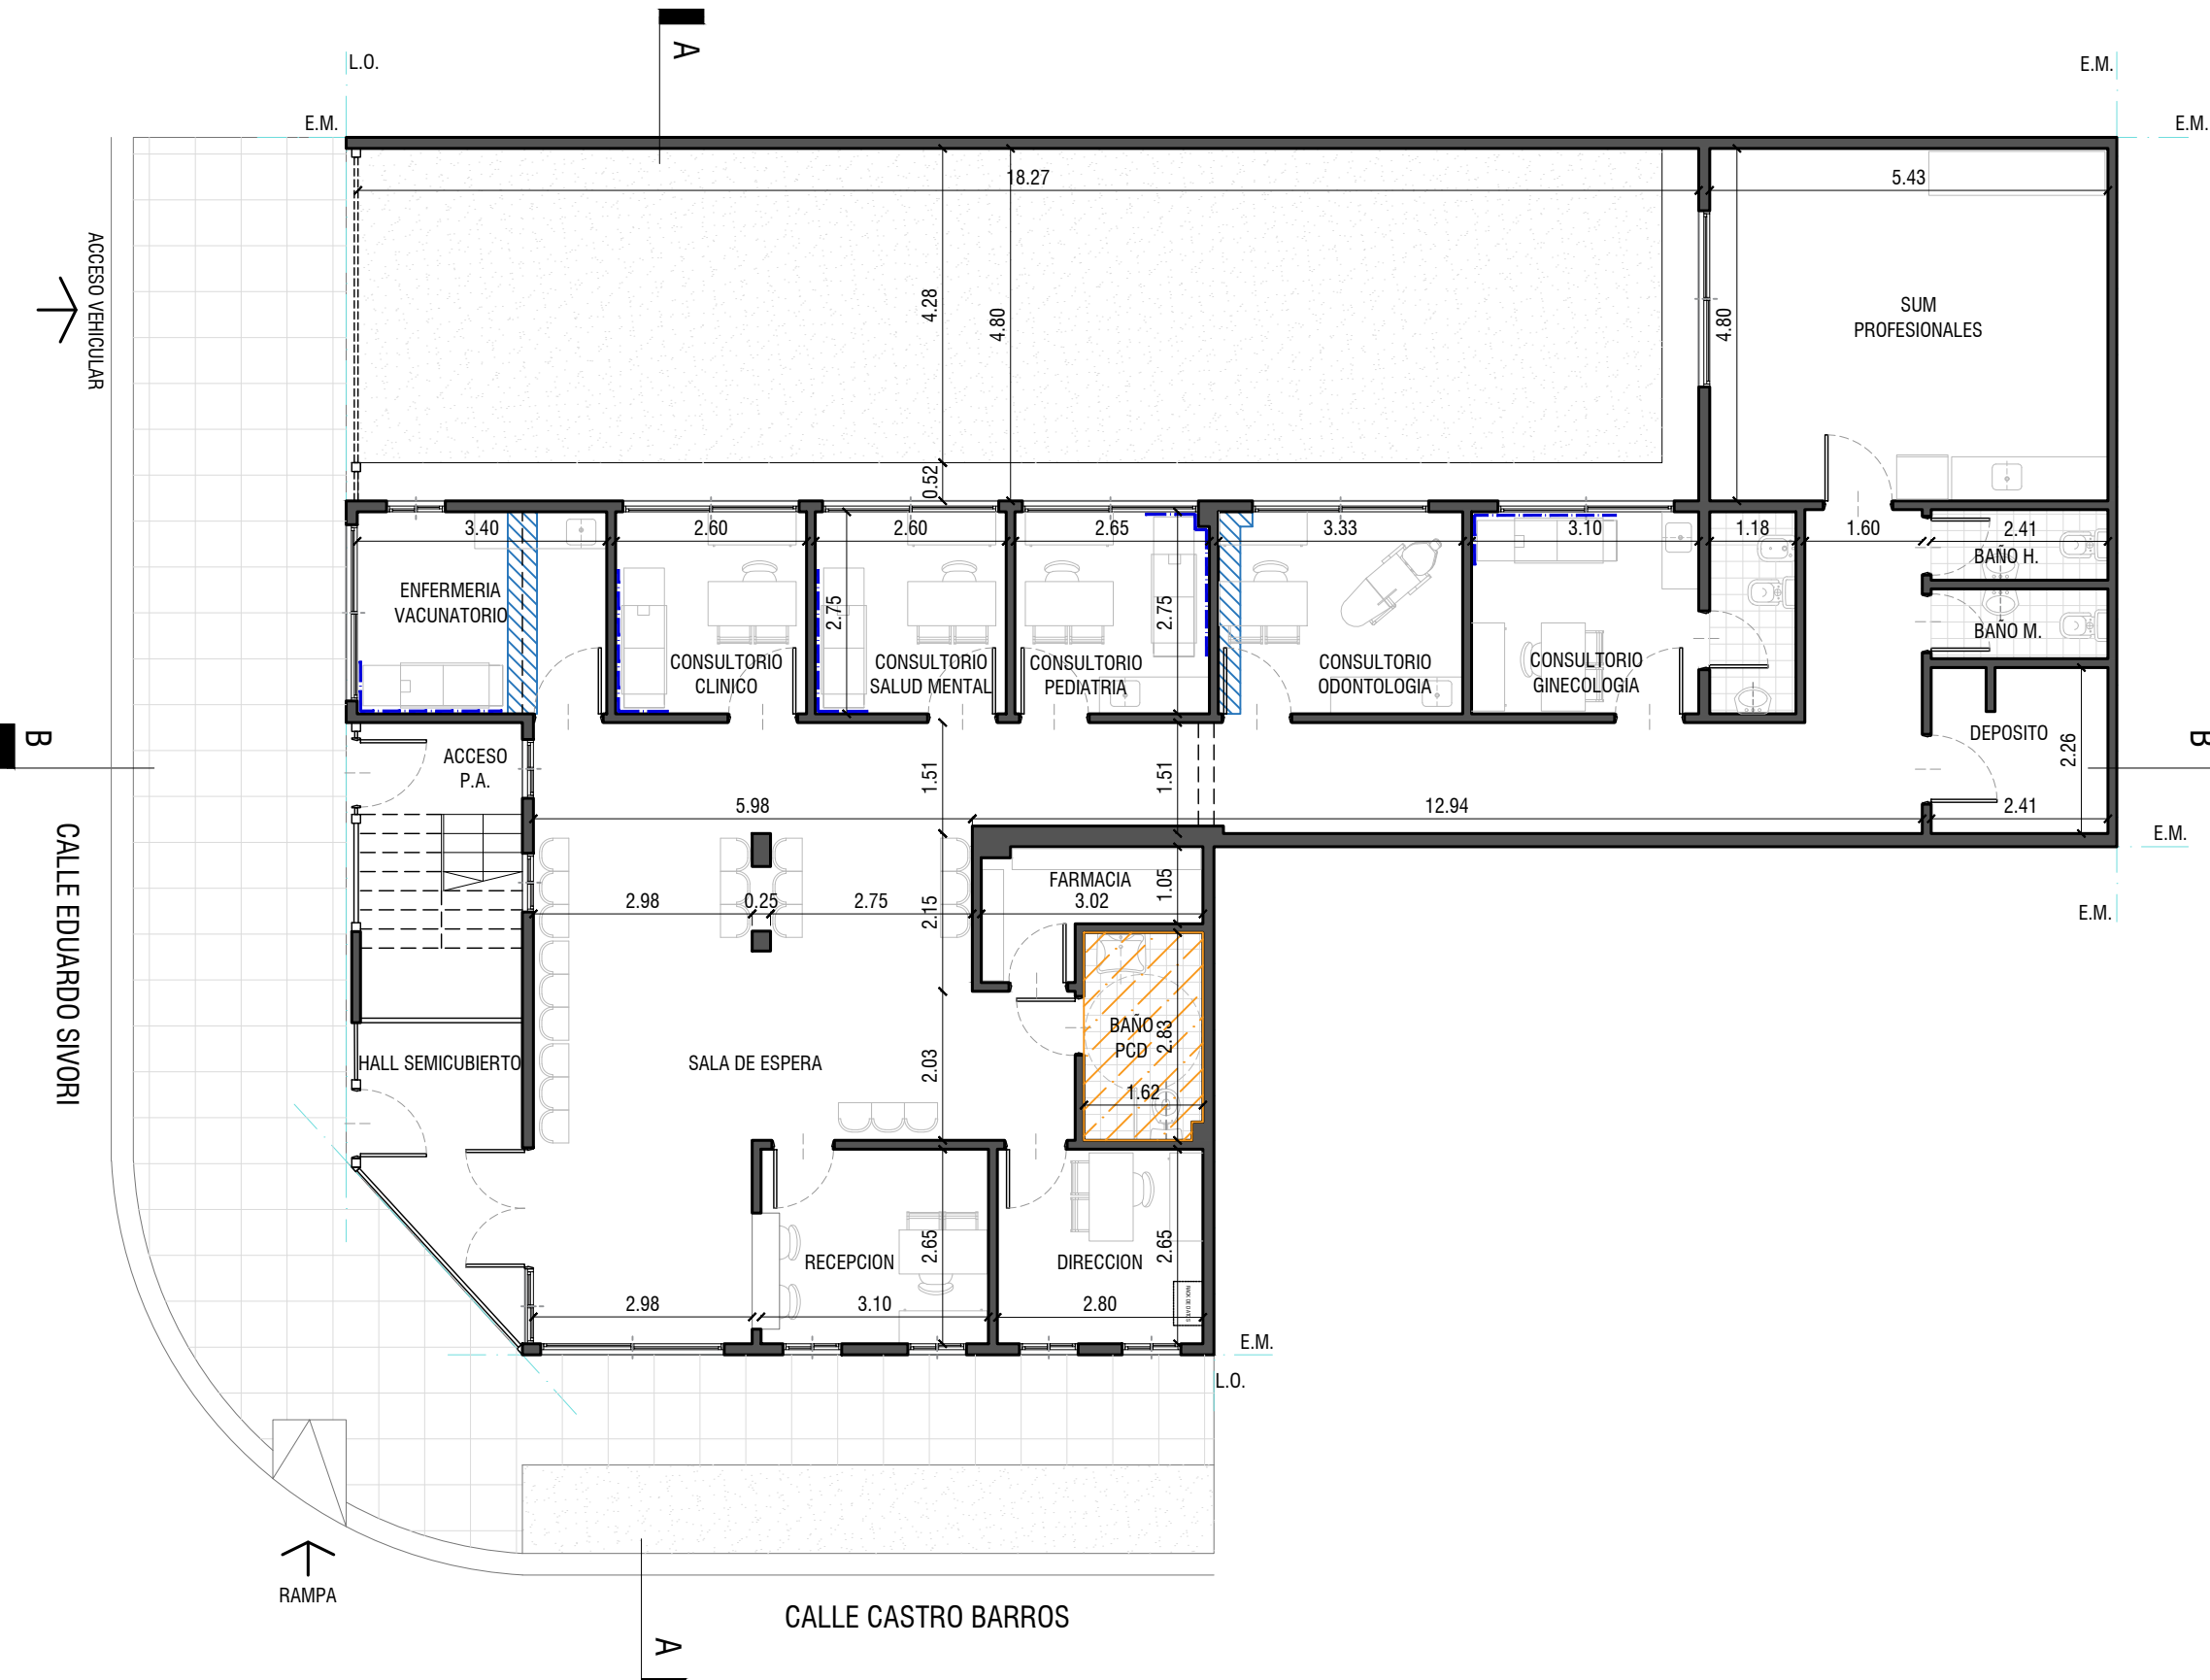 A
L.O.
E.M.
E.M.
E.M.
18.27
5.43
ACCESO VEHICULAR
4.28
4.80
4.80
SUM
PROFESIONALES
0.52
3.40
2.60
2.60
2.65
3.33
3.10
1.18
1.60
2.41
BAÑO H.
ENFERMERIA
VACUNATORIO
2.75
2.75
BAÑO M.
CONSULTORIO
CLINICO
CONSULTORIO
SALUD MENTAL
CONSULTORIO
PEDIATRIA
CONSULTORIO
ODONTOLOGIA
CONSULTORIO
GINECOLOGIA
B
B
ACCESO
P.A.
1.51
1.51
DEPOSITO
2.26
5.98
12.94
2.41
E.M.
CALLE EDUARDO SIVORI
FARMACIA
1.05
2.98
0.25
2.75
2.15
3.02
E.M.
BAÑO
PCD
2.83
HALL SEMICUBIERTO
SALA DE ESPERA
2.03
1.62
RECEPCION
2.65
DIRECCION
2.65
2.98
3.10
2.80
E.M.
L.O.
RAMPA
CALLE CASTRO BARROS
A